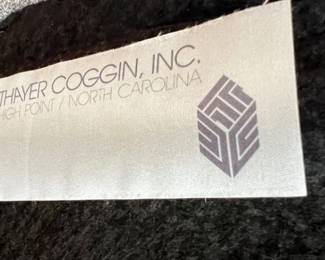 THAYER COGGIN, INC.
HIGH POINT / NORTH CAROLINA